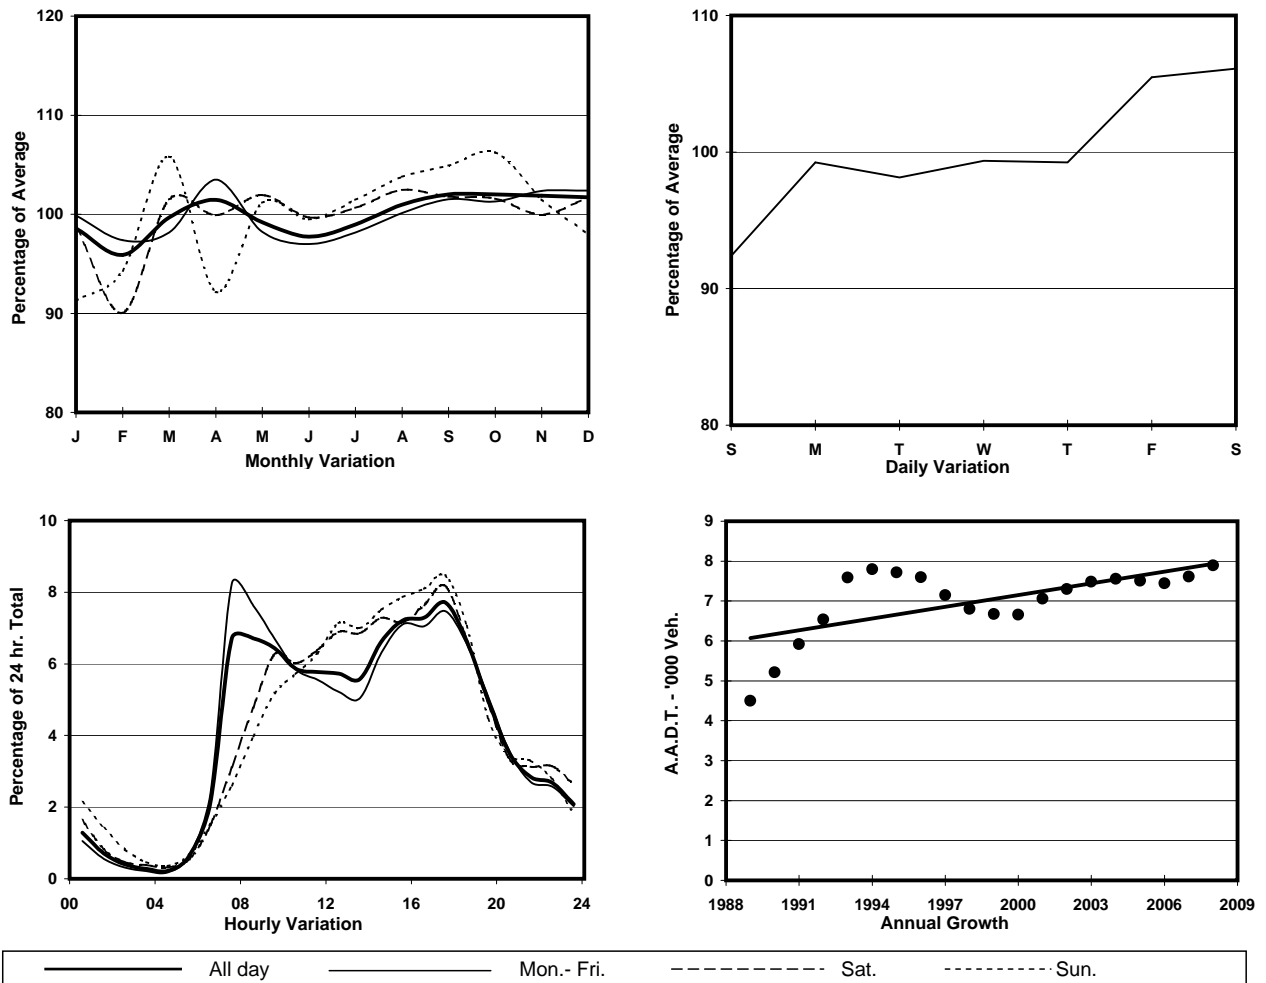 120
110
100
90
80
Percentage of Average
J F M A M J J A S O N D
Monthly Variation
110
100
90
80
Percentage of Average
S M T W T F S
Daily Variation
10
8
6
4
2
0
Percentage of 24 hr. Total
00 04 08 12 16 20 24
Hourly Variation
9
8
7
6
5
4
3
2
1
0
A.A.D.T. - '000 Veh.
1988 1991 1994 1997 2000 2003 2006 2009
Annual Growth
All day Mon.- Fri. Sat. Sun.